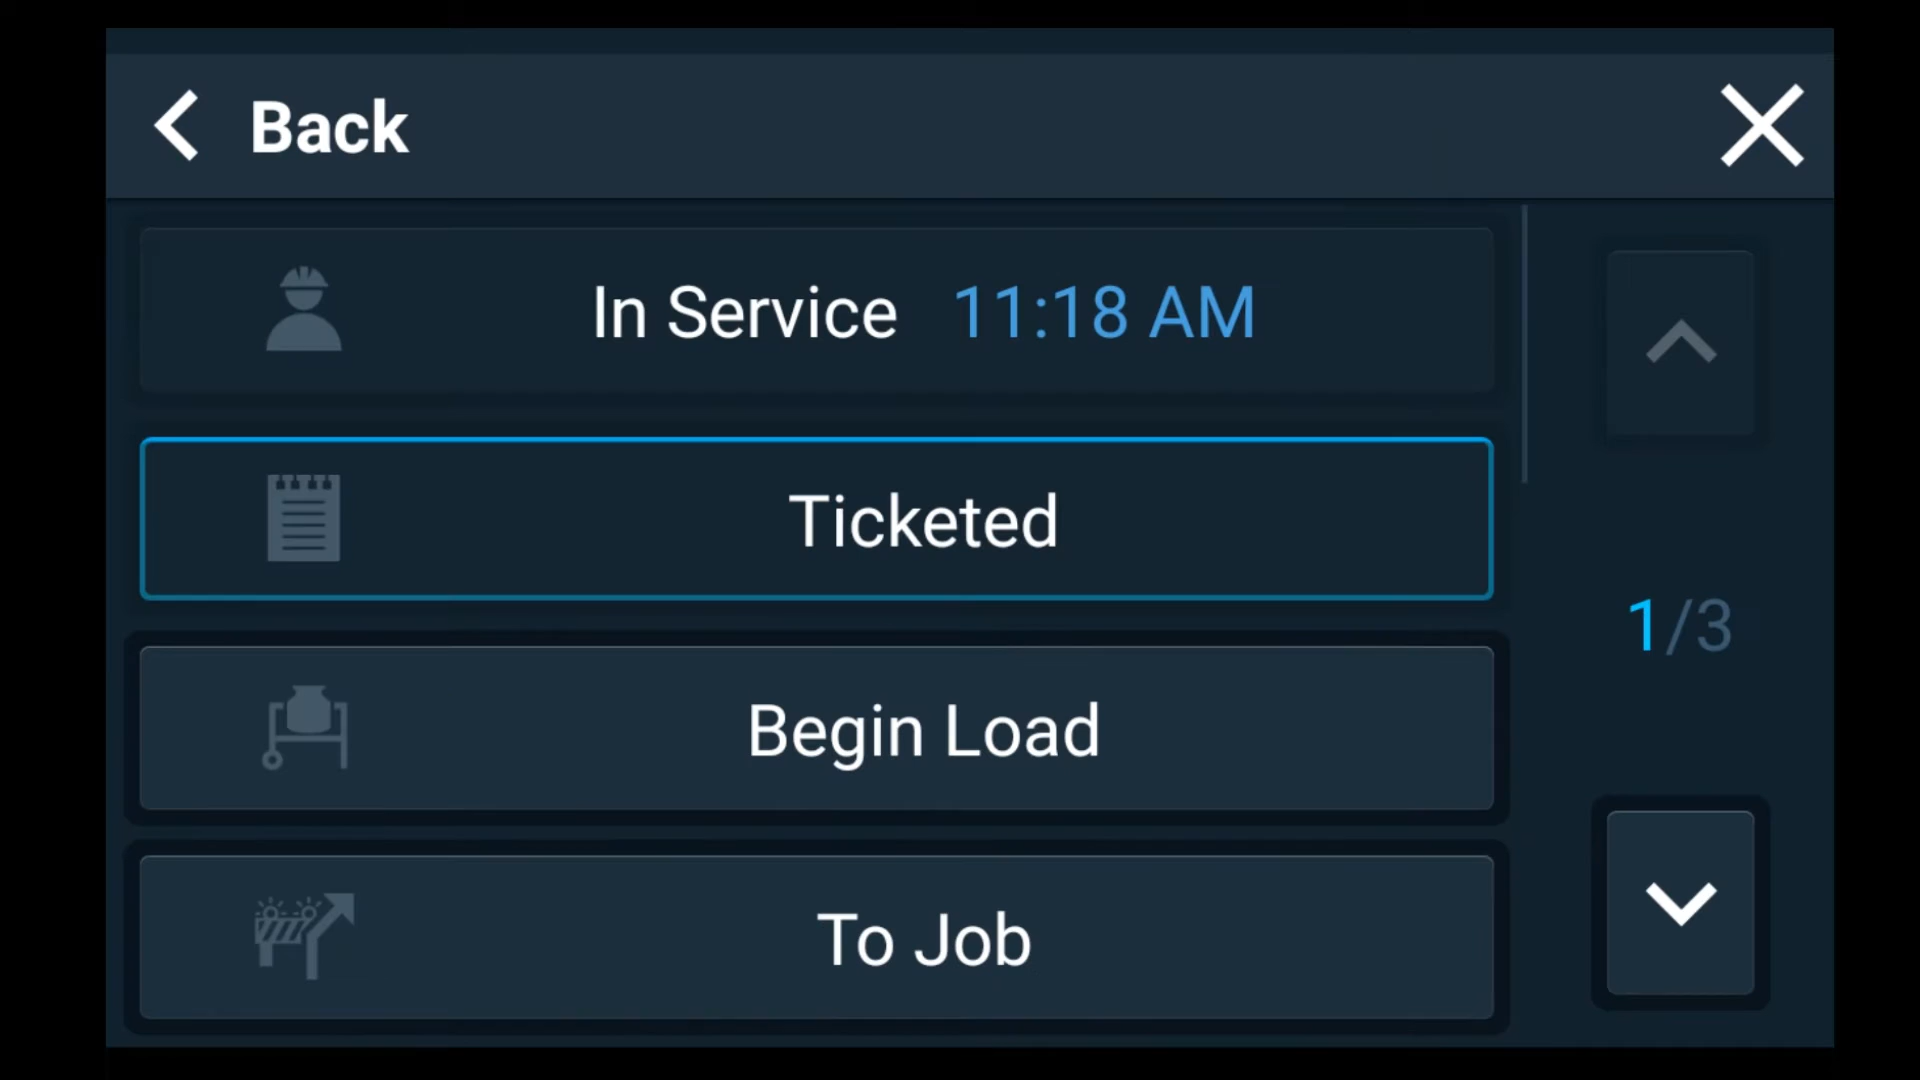 Back
In Service 11:18 AM
Ticketed
1/3
Begin Load
To Job